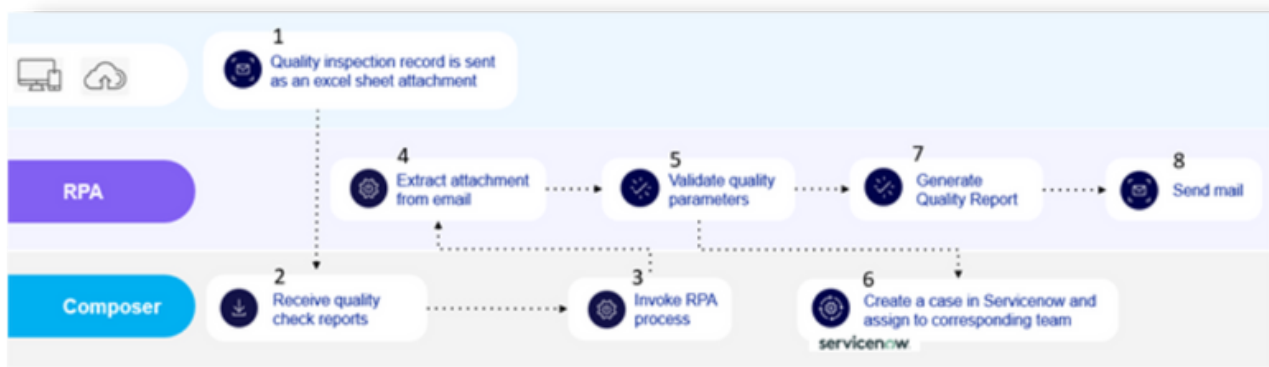 1
Quality inspection record is sent
as an excel sheet attachment
RPA
4
Extract attachment
from email
5
Validate quality
parameters
7
Generate
Quality Report
8
Send mail
Composer
2
Receive quality
check reports
3
Invoke RPA
process
6
Create a case in Servicenow and
assign to corresponding team
servicenow